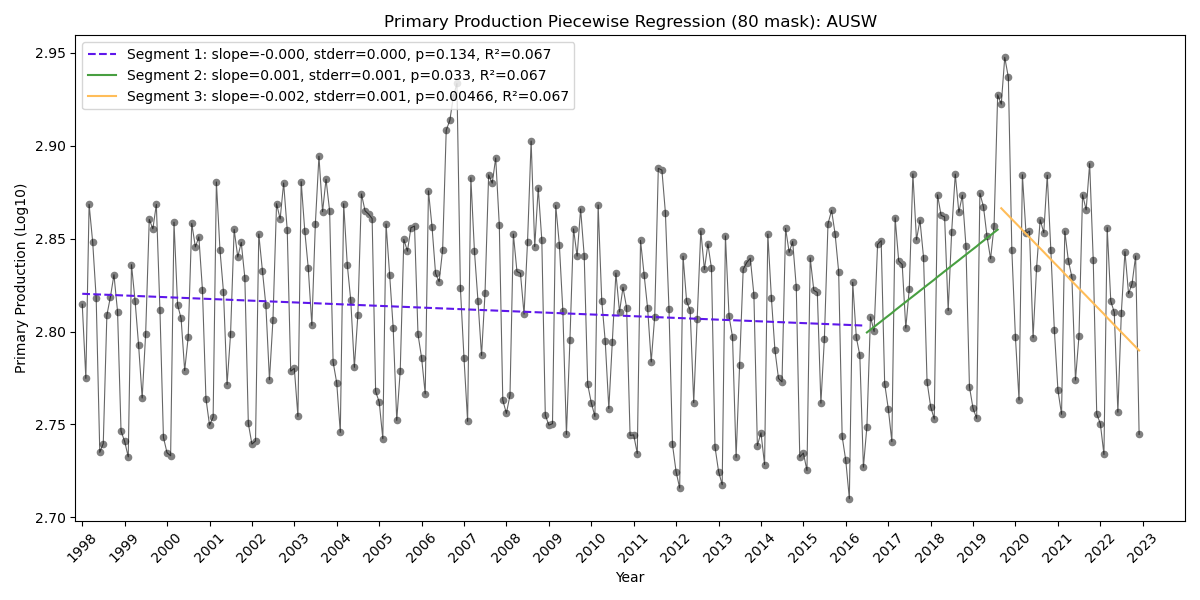 Primary Production Piecewise Regression (80 mask): AUSW
Segment 1: slope=-0.000, stderr=0.000, p=0.134, R²=0.067
Segment 2: slope=0.001, stderr=0.001, p=0.033, R²=0.067
Segment 3: slope=-0.002, stderr=0.001, p=0.00466, R²=0.067
Primary Production (Log10)
2.95
2.90
2.85
2.80
2.75
2.70
1998 1999 2000 2001 2002 2003 2004 2005 2006 2007 2008 2009 2010 2011 2012 2013 2014 2015 2016 2017 2018 2019 2020 2021 2022 2023
Year